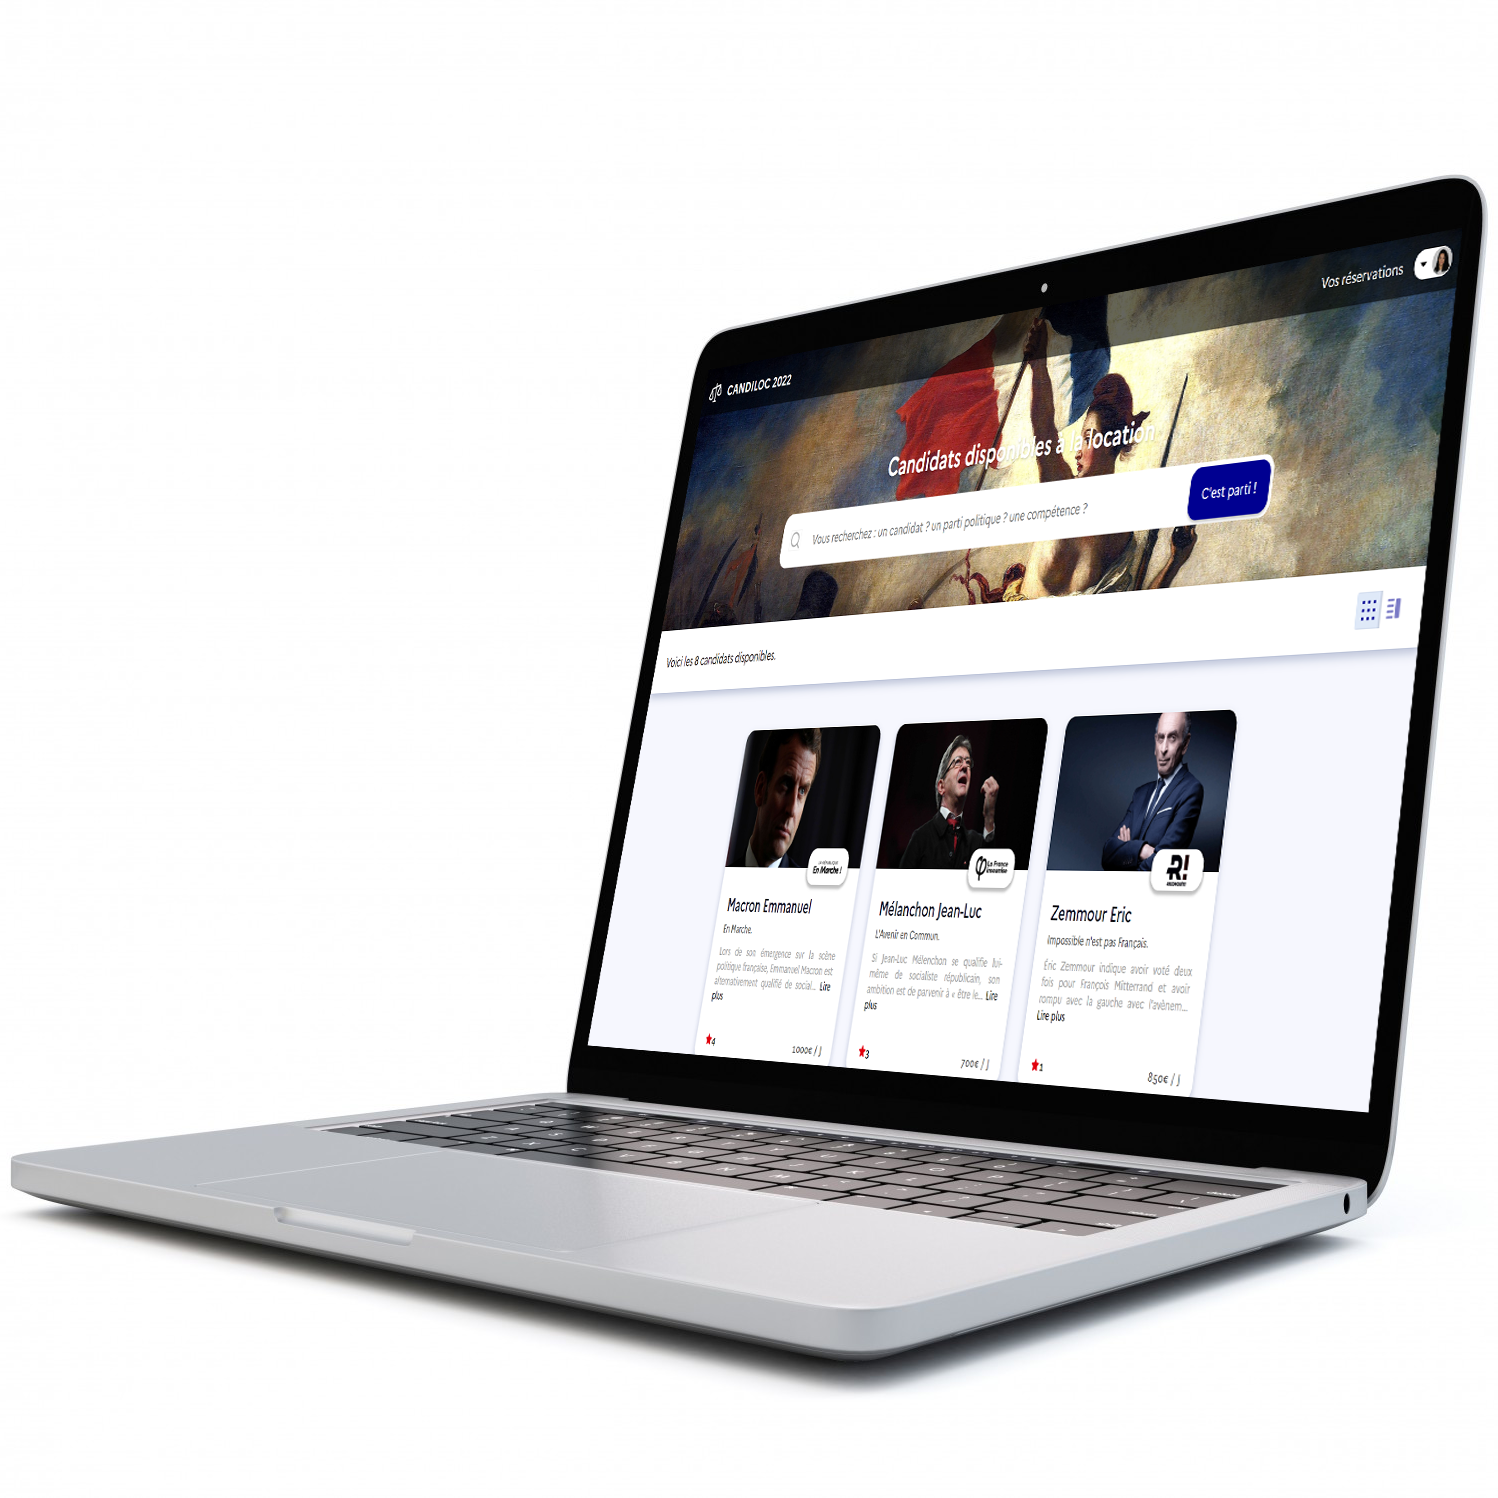 Vos réservations
CANDILOC 2022
Candidats disponibles à la location
Vous recherchez : un candidat ? un parti politique ? une compétence ?
C'est parti !
Voici les 8 candidats disponibles.
LA RÉPUBLIQUE
En Marche !
Macron Emmanuel
En Marche.
Lors de son émergence sur la scène
politique française, Emmanuel Macron est
alternativement qualifié de social... Lire
plus
4
1000€ / J
La France
insoumise
Mélanchon Jean-Luc
L'Avenir en Commun.
Si Jean-Luc Mélenchon se qualifie lui-
même de socialiste républicain, son
ambition est de parvenir à « être le... Lire
plus
3
700€ / J
R!
RECONQUÊTE!
Zemmour Eric
Impossible n'est pas Français.
Éric Zemmour indique avoir voté deux
fois pour François Mitterrand et avoir
rompu avec la gauche avec l'avènem...
Lire plus
1
850€ / J